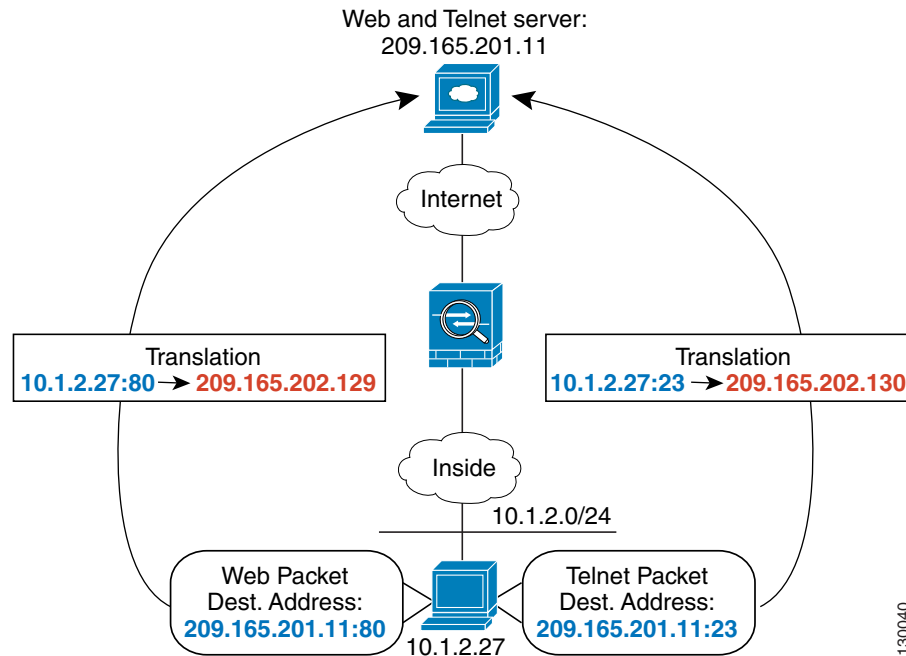 Web and Telnet server:
209.165.201.11
Internet
Translation
10.1.2.27:80 209.165.202.129
Translation
10.1.2.27:23 209.165.202.130
Inside
10.1.2.0/24
Web Packet
Dest. Address:
209.165.201.11:80
Telnet Packet
Dest. Address:
209.165.201.11:23
10.1.2.27
130040